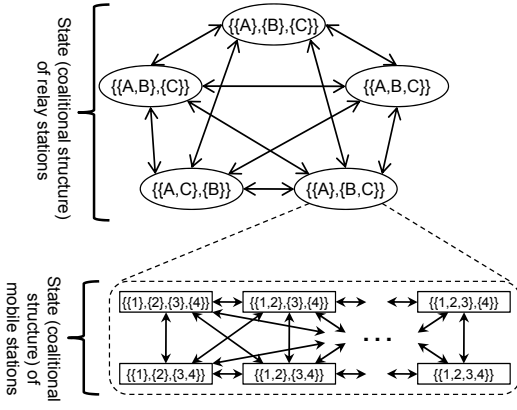 State (coalitional structure)
of relay stations
{{A},{B},{C}}
{{A,B},{C}}
{{A,B,C}}
{{A,C},{B}}
{{A},{B,C}}
State (coalitional
structure) of
mobile stations
{{1},{2},{3},{4}}
{{1,2},{3},{4}}
{{1,2,3},{4}}
...
{{1},{2},{3,4}}
{{1,2},{3,4}}
{{1,2,3,4}}